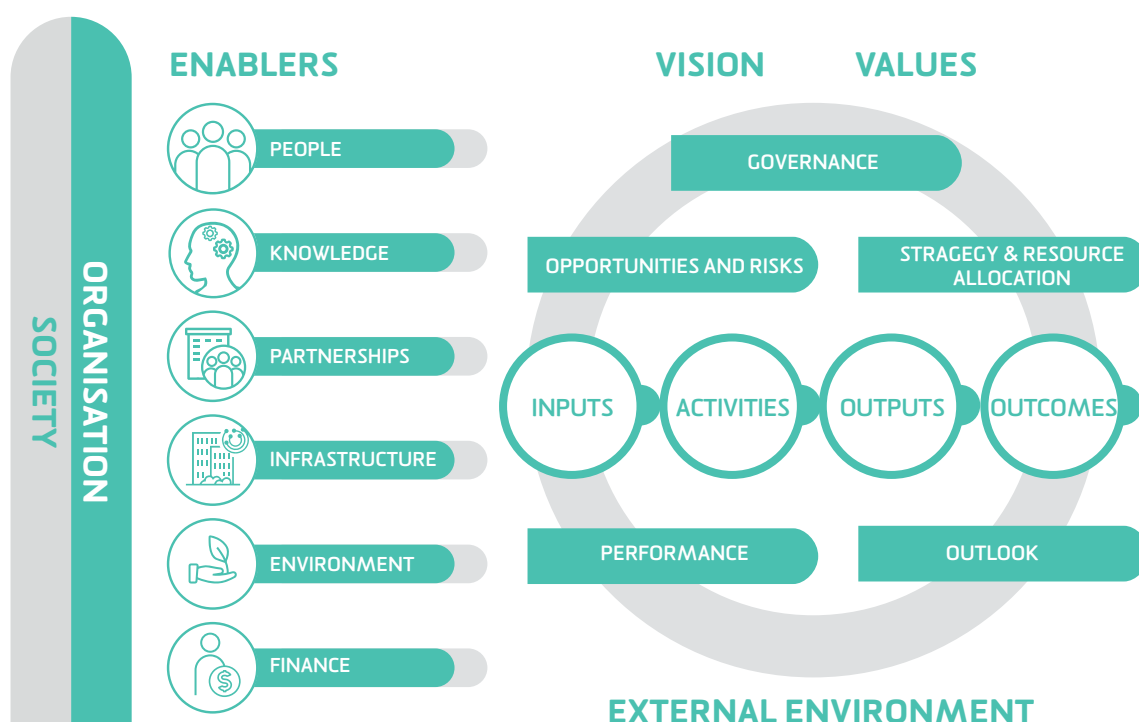 SOCIETY
ORGANISATION
ENABLERS
PEOPLE
KNOWLEDGE
PARTNERSHIPS
INFRASTRUCTURE
ENVIRONMENT
$
FINANCE
VISION
VALUES
GOVERNANCE
OPPORTUNITIES AND RISKS
STRAGEGY & RESOURCE
ALLOCATION
INPUTS
ACTIVITIES
OUTPUTS
OUTCOMES
PERFORMANCE
OUTLOOK
EXTERNAL ENVIRONMENT